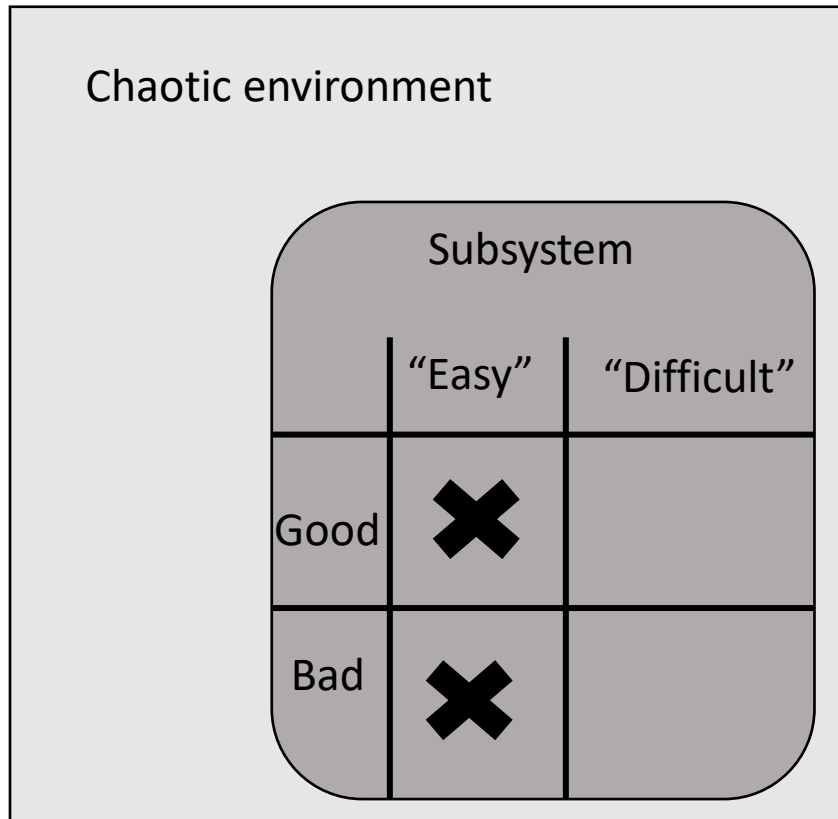 Chaotic environment
Subsystem
“Easy” “Difficult”
Good
Bad